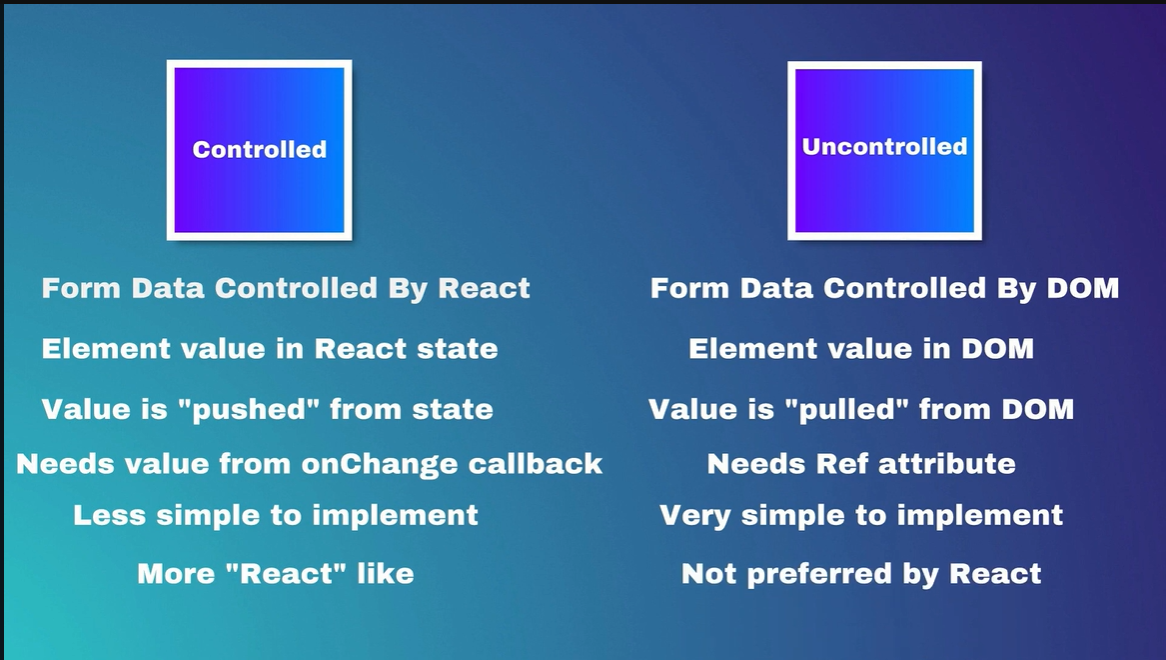 Controlled
Uncontrolled
Form Data Controlled By React
Form Data Controlled By DOM
Element value in React state
Element value in DOM
Value is "pushed" from state
Value is "pulled" from DOM
Needs value from onChange callback
Needs Ref attribute
Less simple to implement
Very simple to implement
More "React" like
Not preferred by React